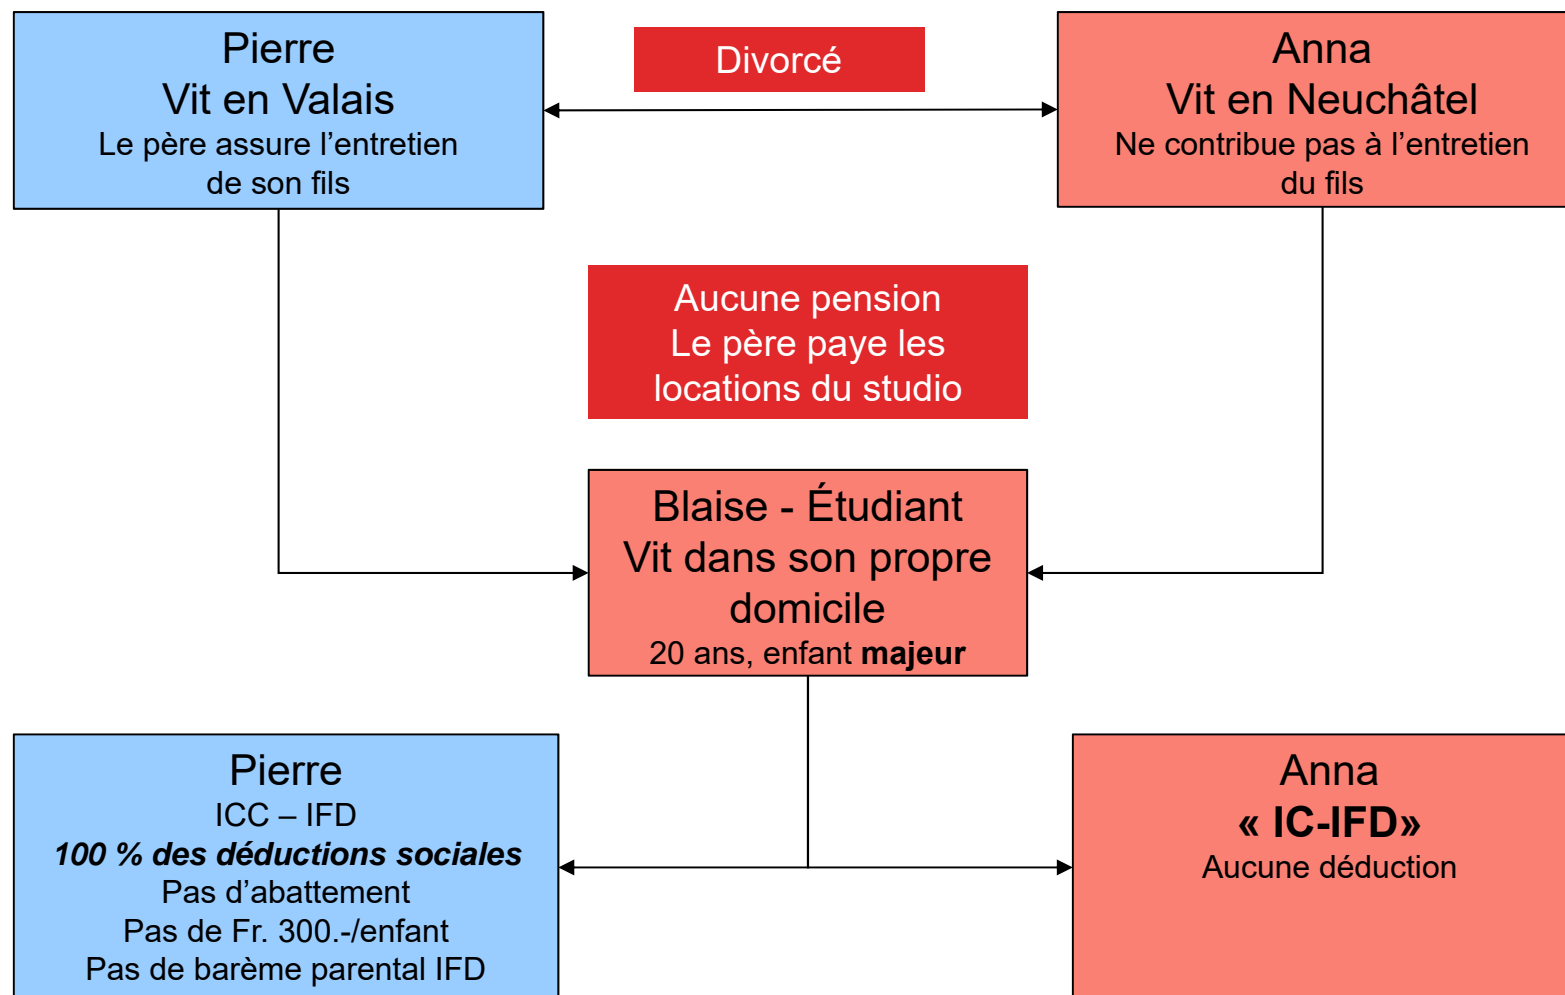 Pierre
Vit en Valais
Le père assure l’entretien
de son fils
Divorcé
Anna
Vit en Neuchâtel
Ne contribue pas à l’entretien
du fils
Aucune pension
Le père paye les
locations du studio
Blaise - Étudiant
Vit dans son propre
domicile
20 ans, enfant majeur
Pierre
ICC – IFD
100 % des déductions sociales
Pas d’abattement
Pas de Fr. 300.-/enfant
Pas de barème parental IFD
Anna
« IC-IFD»
Aucune déduction